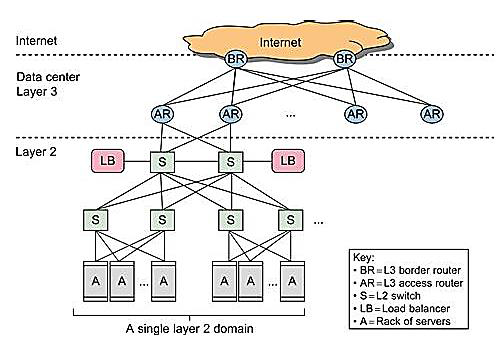 Internet
Internet
BR BR
Data center
Layer 3
AR AR ... AR AR
Layer 2
LB S S LB
S S S S ...
A A ... A A A ... A
Key:
• BR=L3 border router
• AR=L3 access router
• S=L2 switch
• LB=Load balancer
• A=Rack of servers
A single layer 2 domain